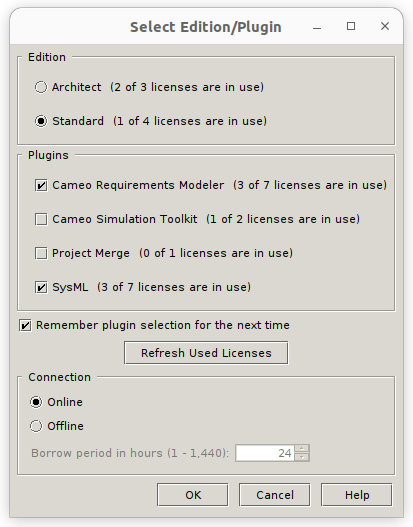 Select Edition/Plugin
Edition
Architect (2 of 3 licenses are in use)
Standard (1 of 4 licenses are in use)
Plugins
Cameo Requirements Modeler (3 of 7 licenses are in use)
Cameo Simulation Toolkit (1 of 2 licenses are in use)
Project Merge (0 of 1 licenses are in use)
SysML (3 of 7 licenses are in use)
Remember plugin selection for the next time
Refresh Used Licenses
Connection
Online
Offline
Borrow period in hours (1 - 1,440): 24
OK Cancel Help